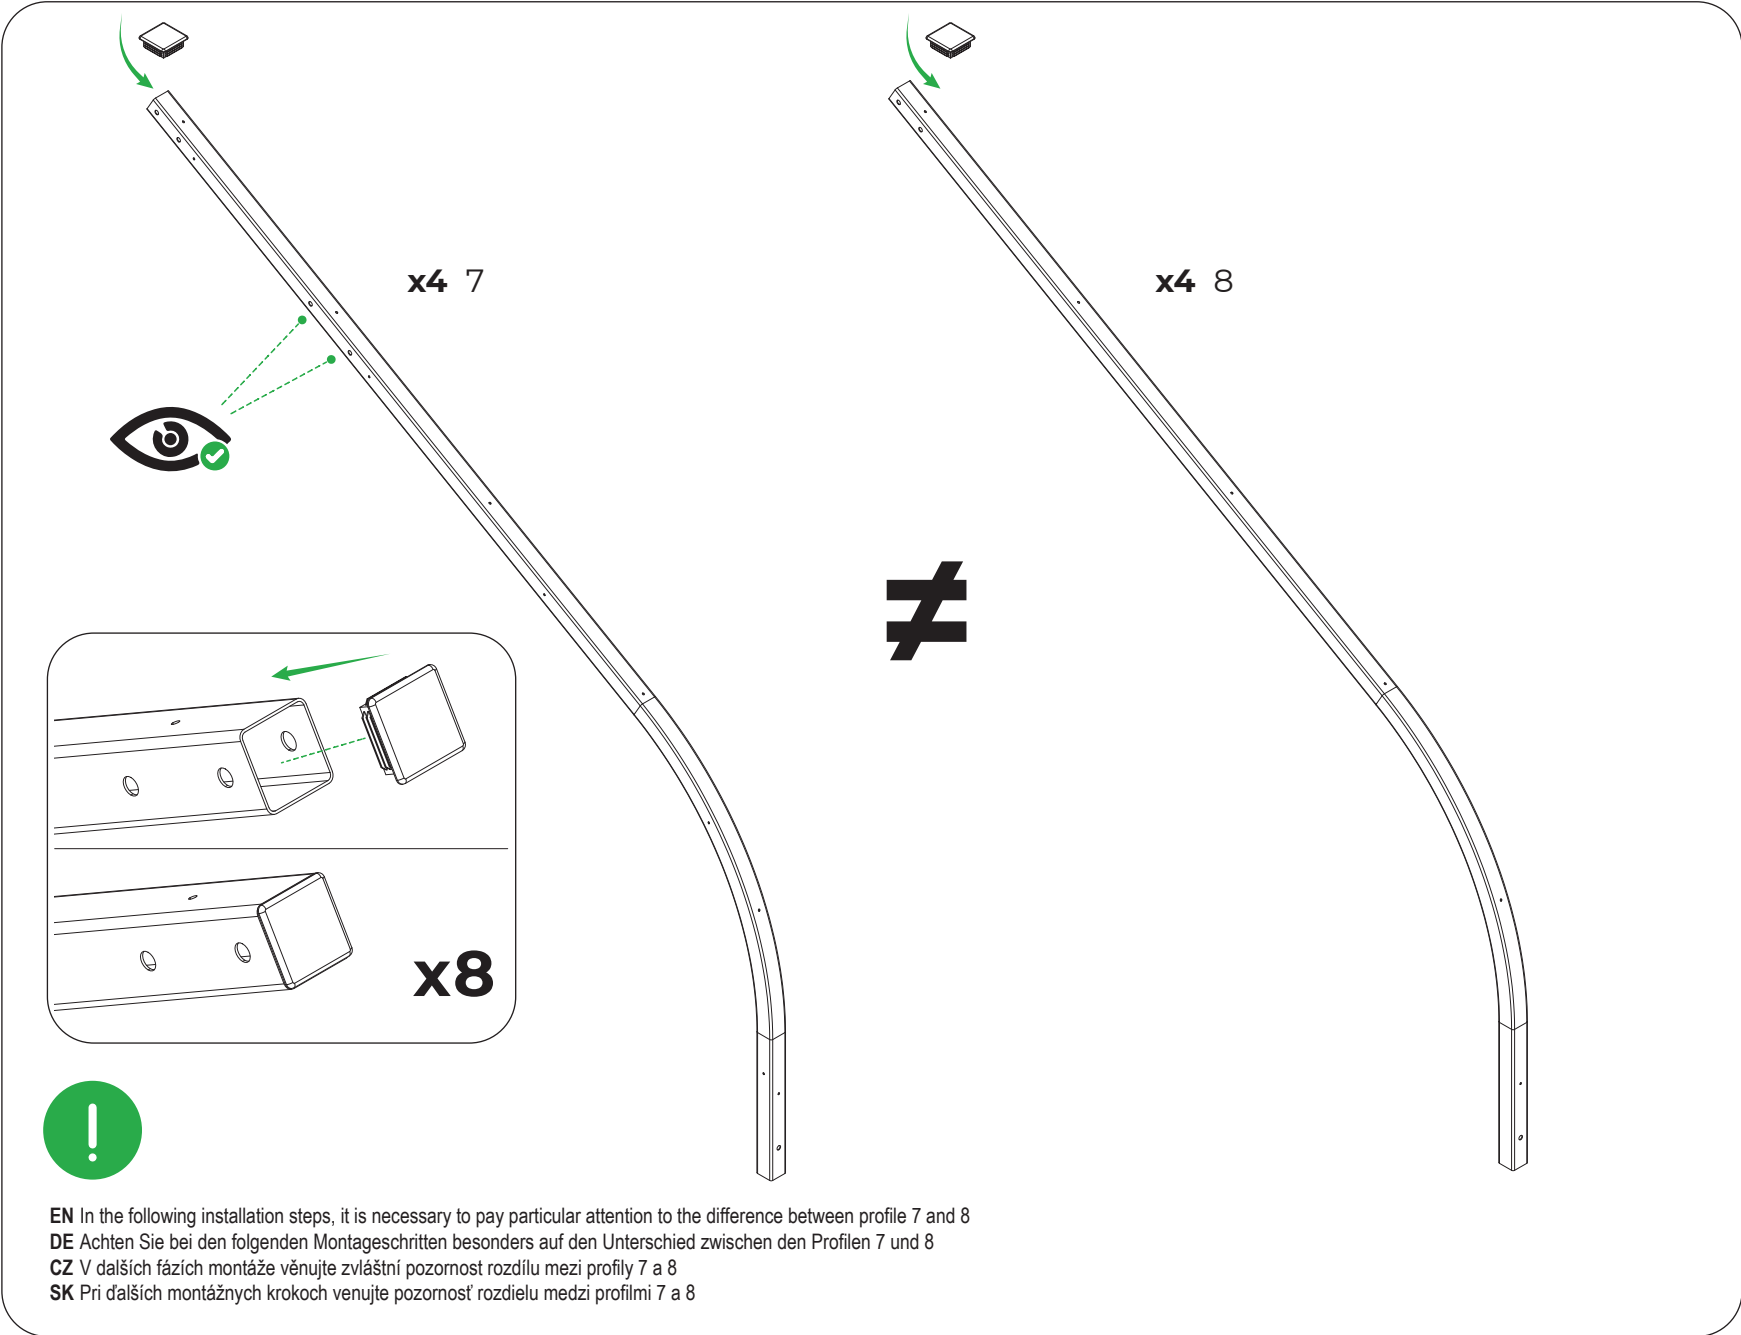 x4 7
x4 8
≠
x8
!
EN In the following installation steps, it is necessary to pay particular attention to the difference between profile 7 and 8
DE Achten Sie bei den folgenden Montageschritten besonders auf den Unterschied zwischen den Profilen 7 und 8
CZ V dalších fázích montáže věnujte zvláštní pozornost rozdílu mezi profily 7 a 8
SK Pri ďalších montážnych krokoch venujte pozornosť rozdielu medzi profilmi 7 a 8